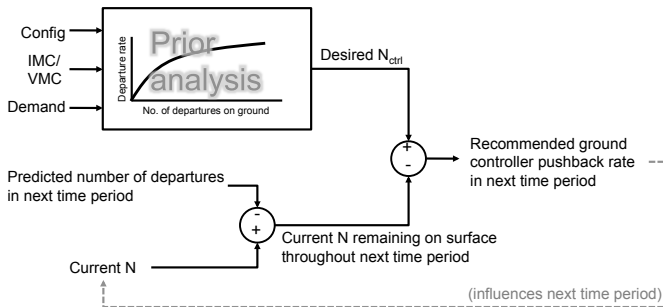 Config
IMC/
VMC
Demand
Departure rate
Prior
analysis
No. of departures on ground
Desired N_ctrl
+
-
Recommended ground
controller pushback rate
in next time period
Predicted number of departures
in next time period
-
+
Current N remaining on surface
throughout next time period
Current N
(influences next time period)